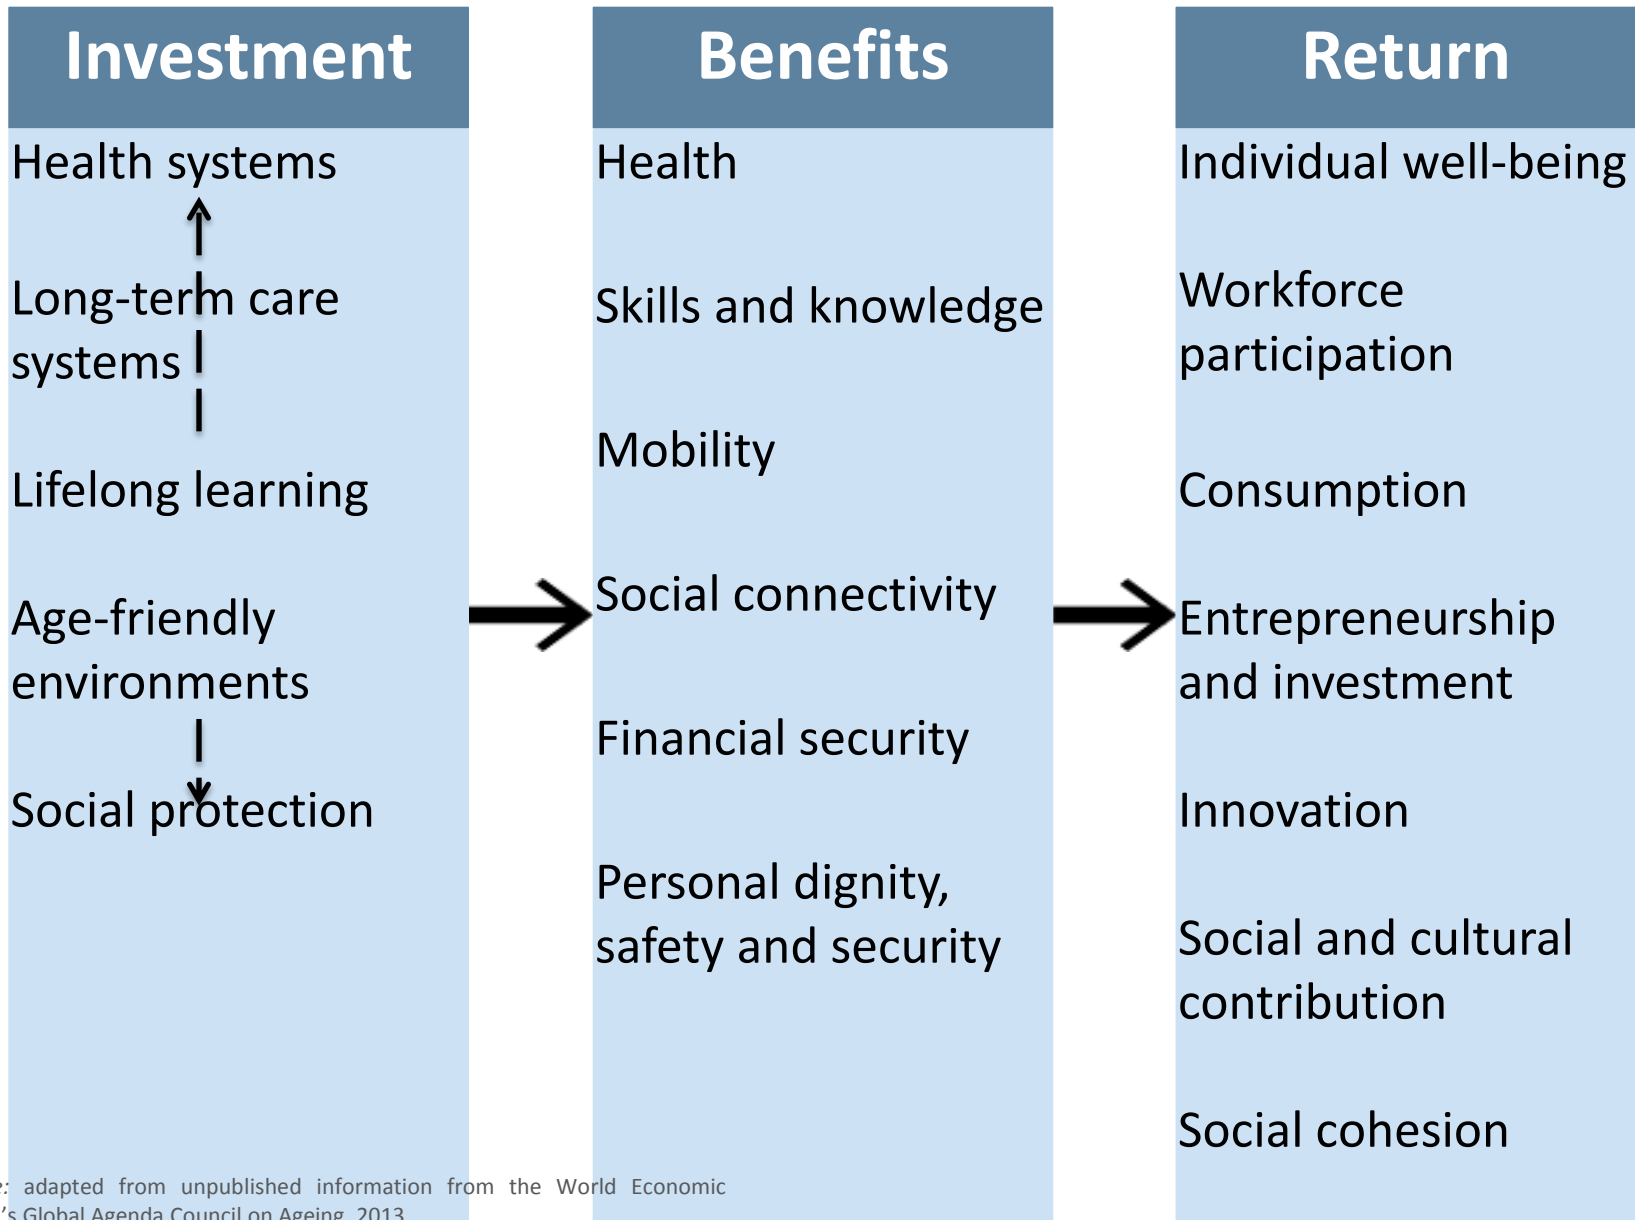 Investment
Health systems
Long-term care
systems
Lifelong learning
Age-friendly
environments
Social protection
Benefits
Health
Skills and knowledge
Mobility
Social connectivity
Financial security
Personal dignity,
safety and security
Return
Individual well-being
Workforce
participation
Consumption
Entrepreneurship
and investment
Innovation
Social and cultural
contribution
Social cohesion
adapted from unpublished information from the World Economic
's Global Agenda Council on Ageing, 2013